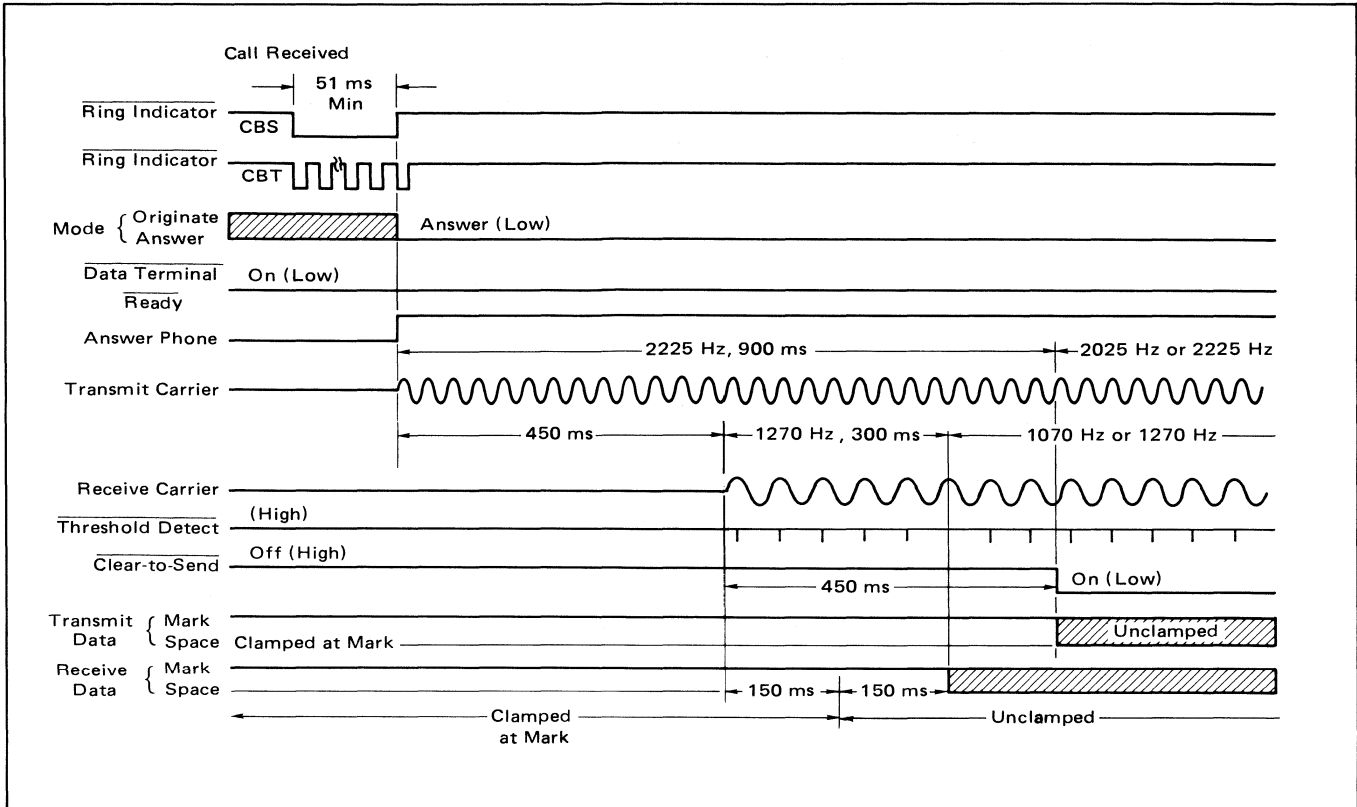 Call Received
51 ms
Min
Ring Indicator
CBS
Ring Indicator
CBT
Mode { Originate
Answer
Answer (Low)
Data Terminal
Ready
On (Low)
Answer Phone
2225 Hz, 900 ms
2025 Hz or 2225 Hz
Transmit Carrier
450 ms
1270 Hz, 300 ms
1070 Hz or 1270 Hz
Receive Carrier
(High)
Threshold Detect
Off (High)
Clear-to-Send
450 ms
On (Low)
Transmit
Data
{ Mark
Space
Clamped at Mark
Unclamped
Receive
Data
{ Mark
Space
150 ms
150 ms
Clamped
at Mark
Unclamped